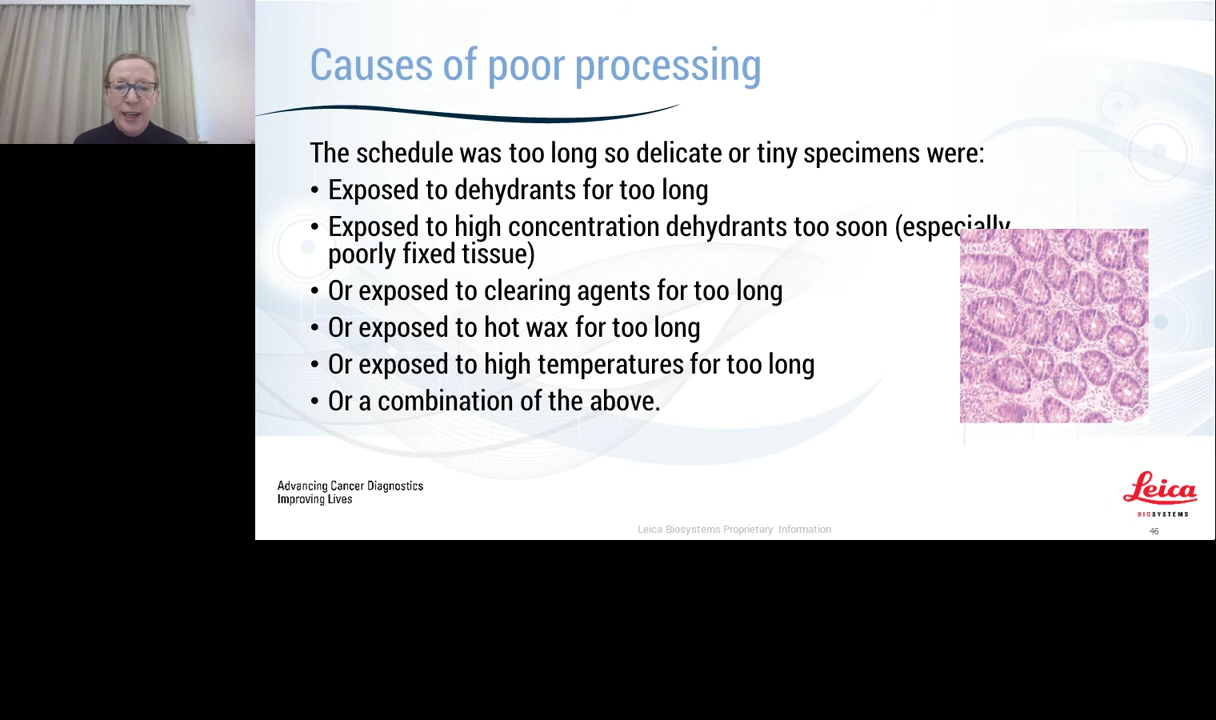 Causes of poor processing
The schedule was too long so delicate or tiny specimens were:
• Exposed to dehydrants for too long
• Exposed to high concentration dehydrants too soon (especially
poorly fixed tissue)
• Or exposed to clearing agents for too long
• Or exposed to hot wax for too long
• Or exposed to high temperatures for too long
• Or a combination of the above.
Advancing Cancer Diagnostics
Improving Lives
Leica
BIOSYSTEMS
Leica Biosystems Proprietary Information
46